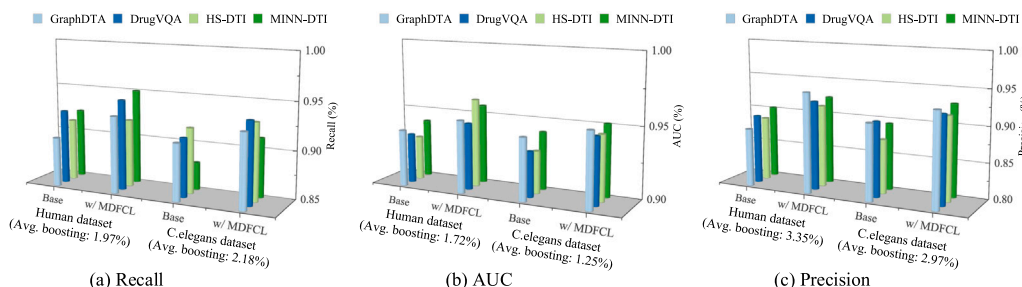 GraphDTA DrugVQA HS-DTI MINN-DTI
1.00
0.95
0.90
0.85
Recall (%)
Base
w/ MDFCL
Base
w/ MDFCL
Human dataset
(Avg. boosting: 1.97%)
C.elegans dataset
(Avg. boosting: 2.18%)
(a) Recall
GraphDTA DrugVQA HS-DTI MINN-DTI
1.00
0.95
0.90
AUC (%)
Base
w/ MDFCL
Base
w/ MDFCL
Human dataset
(Avg. boosting: 1.72%)
C.elegans dataset
(Avg. boosting: 1.25%)
(b) AUC
GraphDTA DrugVQA HS-DTI MINN-DTI
1.00
0.95
0.90
0.85
0.80
Base
w/ MDFCL
Base
w/ MDFCL
Human dataset
(Avg. boosting: 3.35%)
C.elegans dataset
(Avg. boosting: 2.97%)
(c) Precision